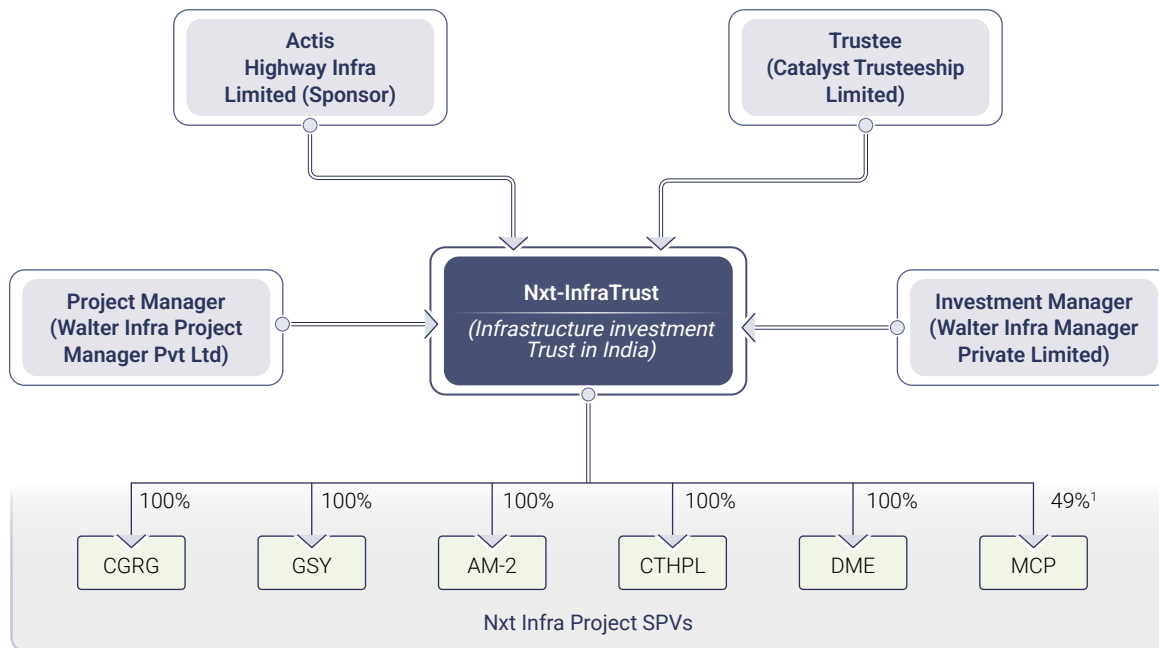 Actis
Highway Infra
Limited (Sponsor)
Trustee
(Catalyst Trusteeship
Limited)
Project Manager
(Walter Infra Project
Manager Pvt Ltd)
Nxt-InfraTrust
(Infrastructure investment
Trust in India)
Investment Manager
(Walter Infra Manager
Private Limited)
100%
100%
100%
100%
100%
49%¹
CGRG
GSY
AM-2
CTHPL
DME
MCP
Nxt Infra Project SPVs